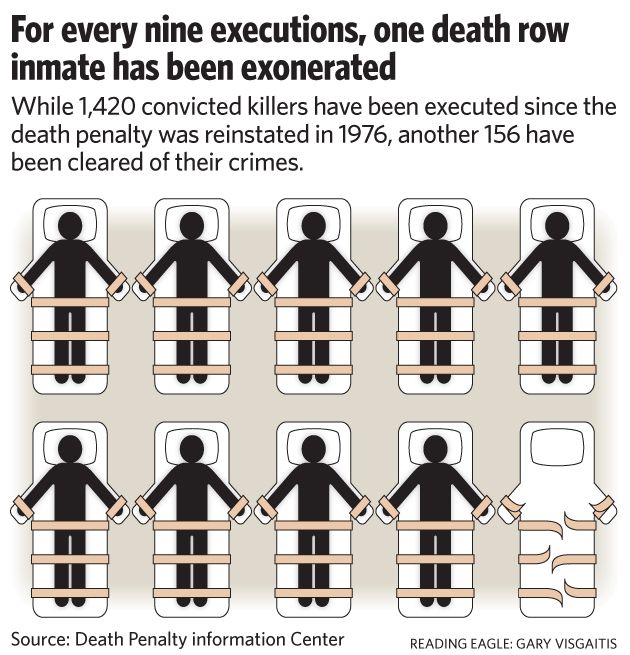 For every nine executions, one death row
inmate has been exonerated
While 1,420 convicted killers have been executed since the
death penalty was reinstated in 1976, another 156 have
been cleared of their crimes.
Source: Death Penalty information Center
READING EAGLE: GARY VISGAITIS